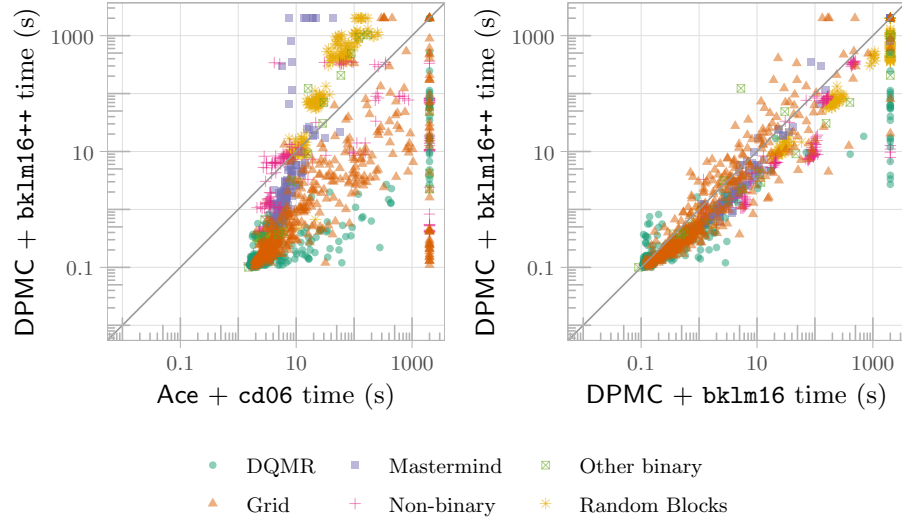 DPMC + bklm16++ time (s)
1000
10
0.1
0.1
10
1000
Ace + cd06 time (s)
DPMC + bklm16++ time (s)
1000
10
0.1
0.1
10
1000
DPMC + bklm16 time (s)
DQMR
Mastermind
Other binary
Grid
Non-binary
Random Blocks